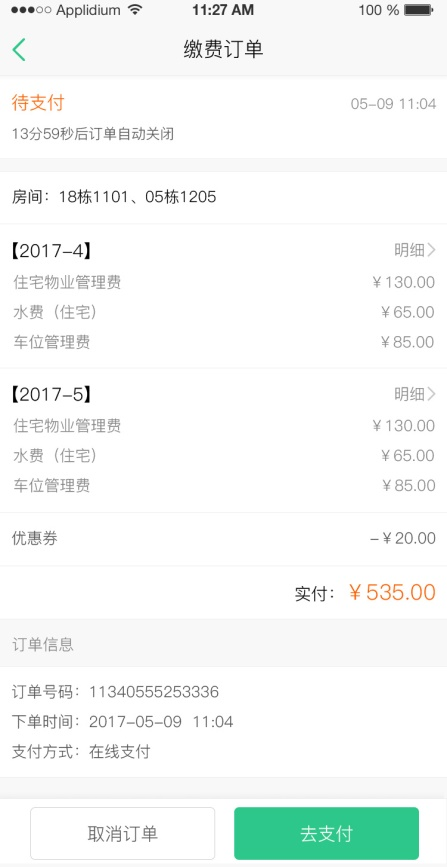 Applidium 11:27 AM 100 %
缴费订单
待支付 05-09 11:04
13分59秒后订单自动关闭
房间：18栋1101、05栋1205
【2017-4】 明细
住宅物业管理费 ￥130.00
水费（住宅） ￥65.00
车位管理费 ￥85.00
【2017-5】 明细
住宅物业管理费 ￥130.00
水费（住宅） ￥65.00
车位管理费 ￥85.00
优惠券 -￥20.00
实付：￥535.00
订单信息
订单号码：11340555253336
下单时间：2017-05-09 11:04
支付方式：在线支付
取消订单 去支付